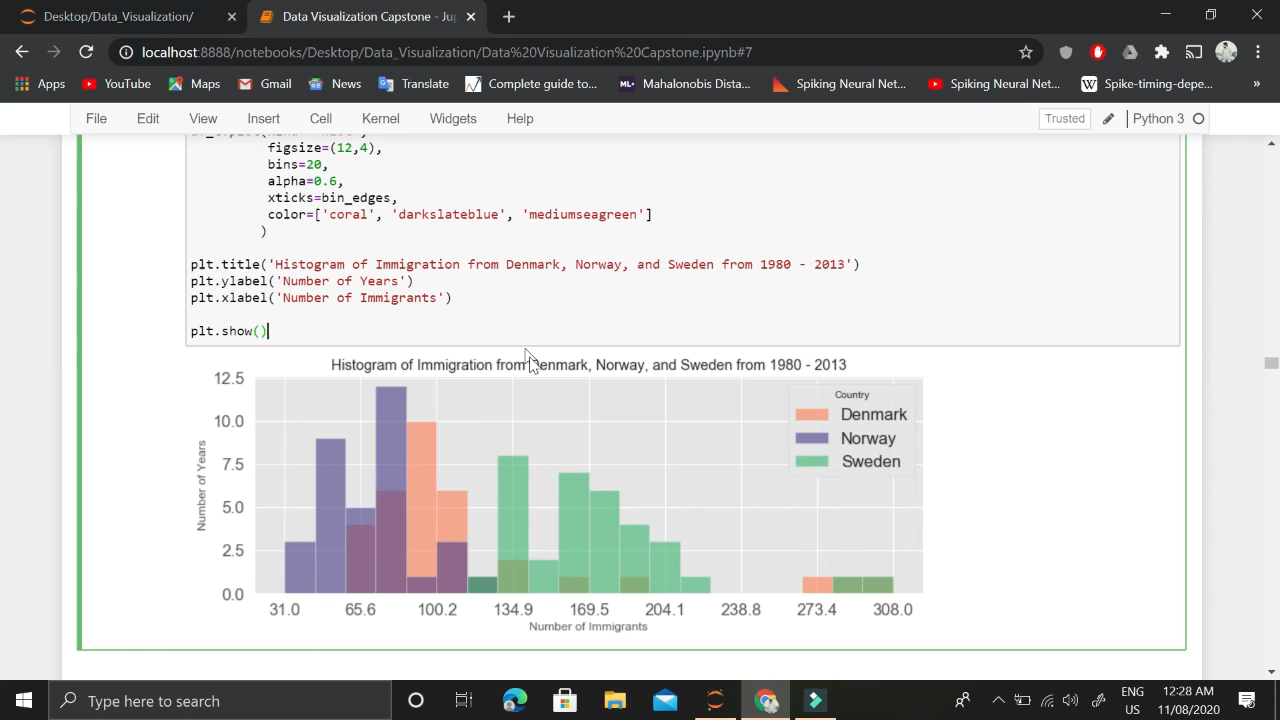 Desktop/Data_Visualization/
Data Visualization Capstone - Jup
localhost:8888/notebooks/Desktop/Data_Visualization/Data%20Visualization%20Capstone.ipynb#7
Apps YouTube Maps Gmail News Translate Complete guide to... ML+ Mahalonobis Dista... Spiking Neural Net... Spiking Neural Net... W Spike-timing-depe... »
File Edit View Insert Cell Kernel Widgets Help Trusted Python 3
figsize=(12,4),
bins=20,
alpha=0.6,
xticks=bin_edges,
color=['coral', 'darkslateblue', 'mediumseagreen']
)
plt.title('Histogram of Immigration from Denmark, Norway, and Sweden from 1980 - 2013')
plt.ylabel('Number of Years')
plt.xlabel('Number of Immigrants')
plt.show()
Histogram of Immigration from Denmark, Norway, and Sweden from 1980 - 2013
12.5
10.0
7.5
5.0
2.5
0.0
Number of Years
Country
Denmark
Norway
Sweden
31.0 65.6 100.2 134.9 169.5 204.1 238.8 273.4 308.0
Number of Immigrants
Type here to search
ENG
US
12:28 AM
11/08/2020